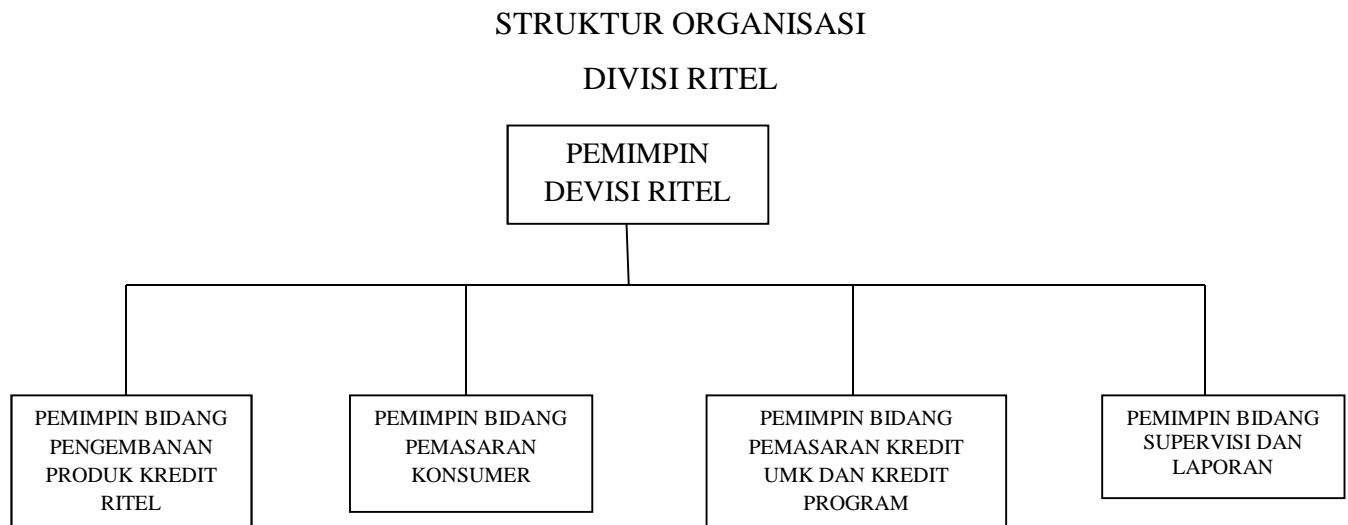 STRUKTUR ORGANISASI
DIVISI RITEL
PEMIMPIN
DEVISI RITEL
PEMIMPIN BIDANG
PENGEMBANAN
PRODUK KREDIT
RITEL
PEMIMPIN BIDANG
PEMASARAN
KONSUMER
PEMIMPIN BIDANG
PEMASARAN KREDIT
UMK DAN KREDIT
PROGRAM
PEMIMPIN BIDANG
SUPERVISI DAN
LAPORAN